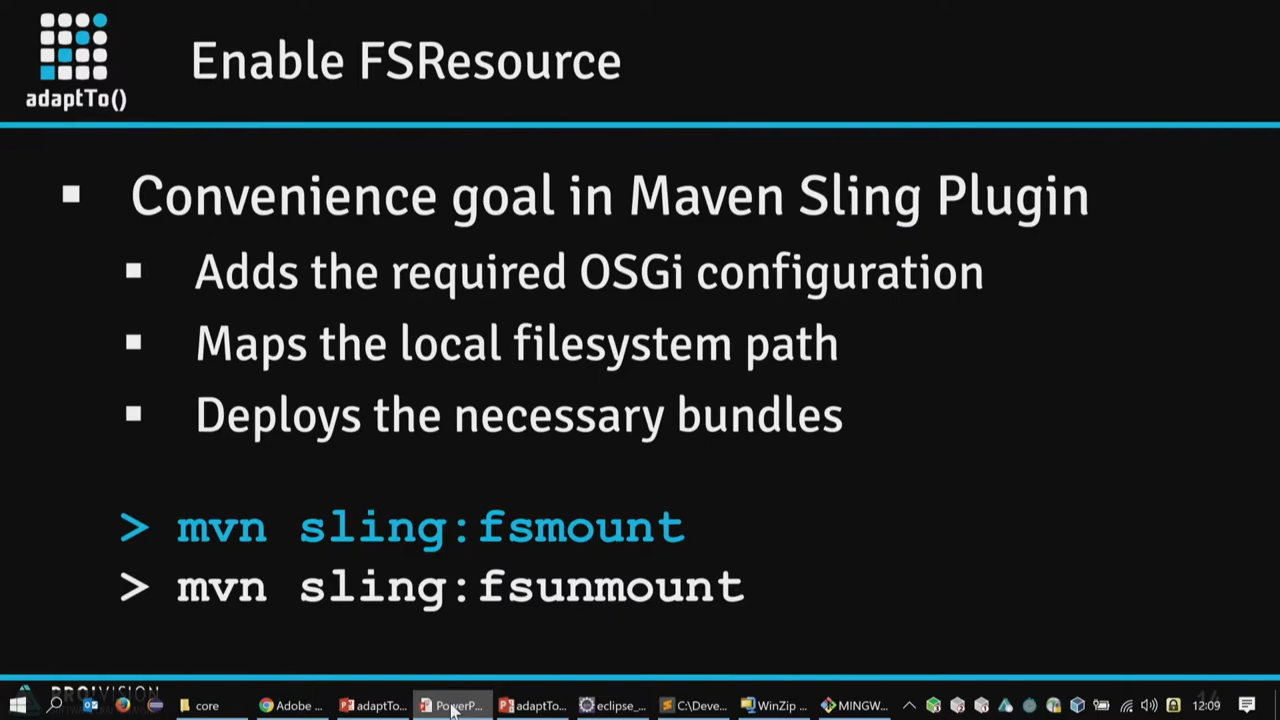 adaptTo()
Enable FSResource
Convenience goal in Maven Sling Plugin
Adds the required OSGi configuration
Maps the local filesystem path
Deploys the necessary bundles
> mvn sling:fsmount
> mvn sling:fsunmount
core
Adobe ...
adaptTo...
PowerP...
adaptTo...
eclipse_...
C:\Deve...
WinZip ...
MINGW...
12:09